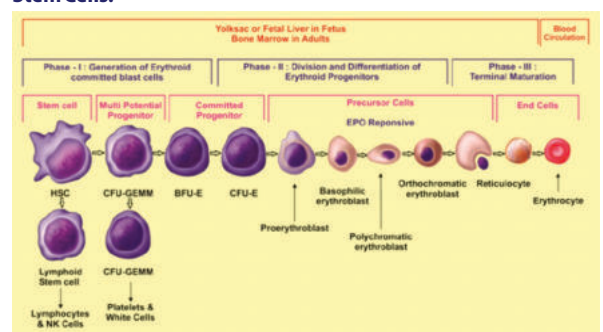 Stem Cells.
Yolksac or Fetal Liver in Fetus
Bone Marrow in Adults
Blood
Circulation
Phase - I : Generation of Erythroid
committed blast cells
Phase - II : Division and Differentiation of
Erythroid Progenitors
Phase - III :
Terminal Maturation
Stem cell
Multi Potential
Progenitor
Committed
Progenitor
Precursor Cells
End Cells
EPO Reponsive
HSC
CFU-GEMM
BFU-E
CFU-E
Basophilic
erythroblast
Orthochromatic
erythroblast
Reticulocyte
Erythrocyte
Proerythroblast
Polychromatic
erythroblast
Lymphoid
Stem cell
CFU-GEMM
Lymphocytes
& NK Cells
Platelets &
White Cells